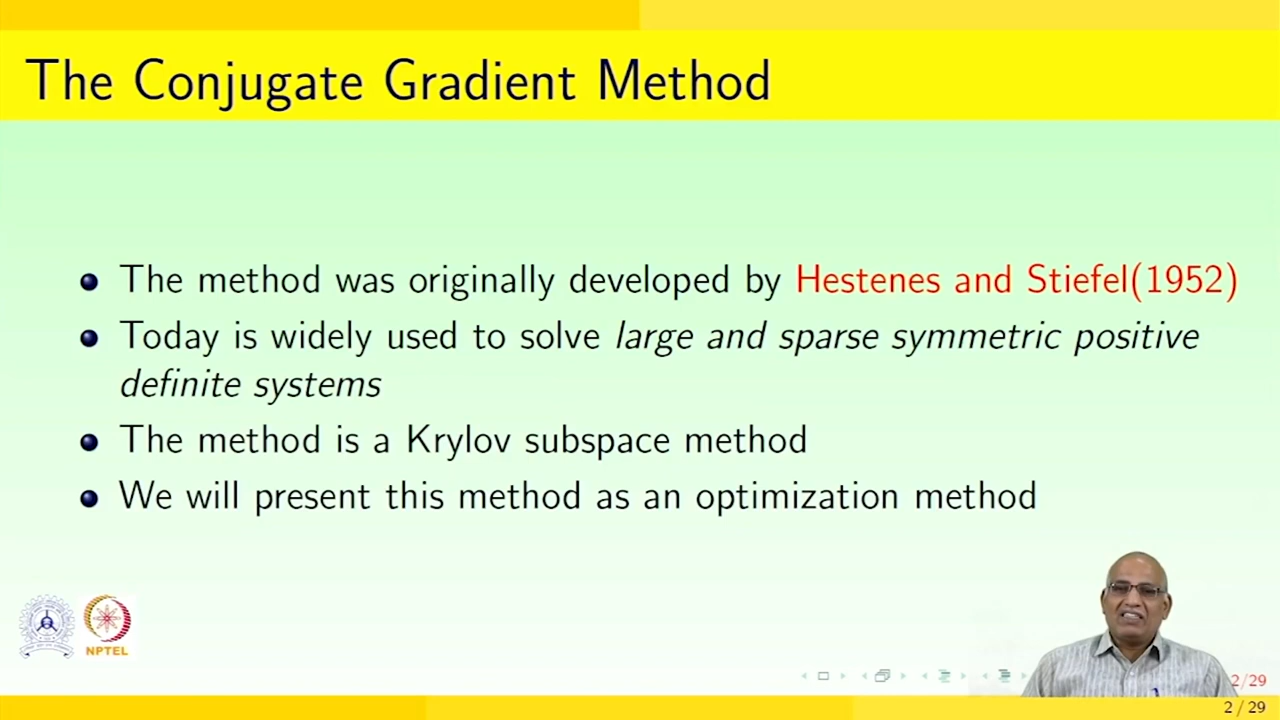 The Conjugate Gradient Method
The method was originally developed by Hestenes and Stiefel(1952)
Today is widely used to solve large and sparse symmetric positive
definite systems
The method is a Krylov subspace method
We will present this method as an optimization method
NPTEL
2/29
2 / 29